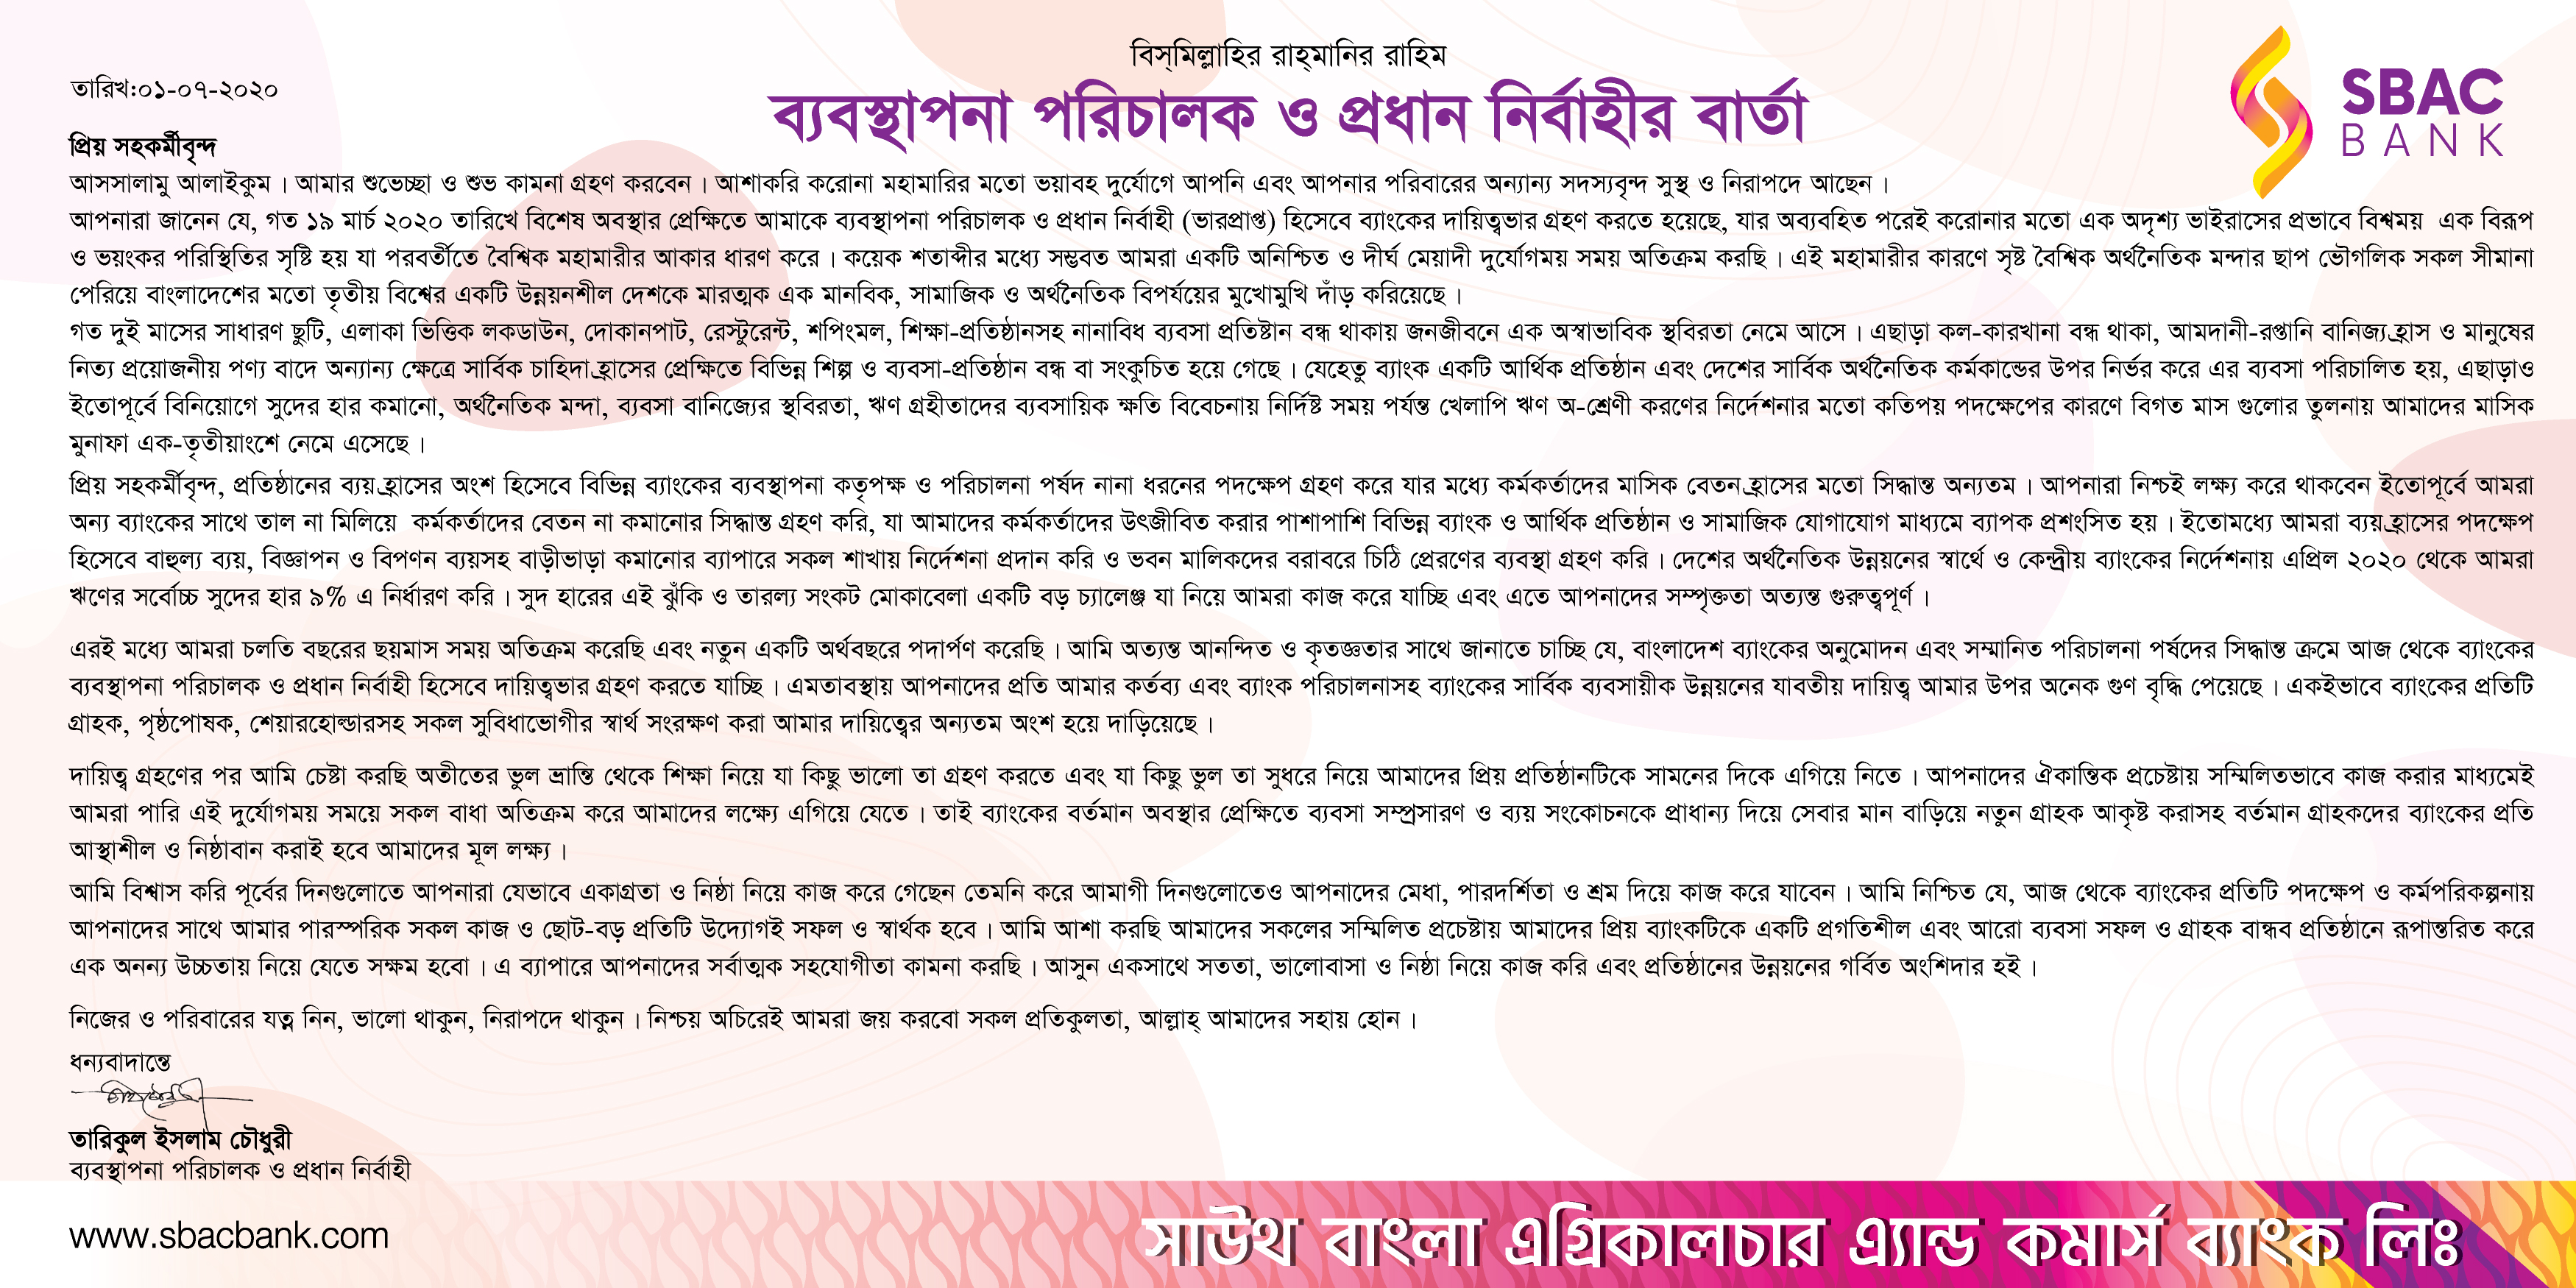 বিস্‌মিল্লাহির রাহ্‌মানির রাহিম
তারিখ:০১-০৭-২০২০
ব্যবস্থাপনা পরিচালক ও প্রধান নির্বাহীর বার্তা
SBAC
BANK
প্রিয় সহকর্মীবৃন্দ
আসসালামু আলাইকুম । আমার শুভেচ্ছা ও শুভ কামনা গ্রহণ করবেন । আশাকরি করোনা মহামারির মতো ভয়াবহ দুর্যোগে আপনি এবং আপনার পরিবারের অন্যান্য সদস্যবৃন্দ সুস্থ ও নিরাপদে আছেন ।
আপনারা জানেন যে, গত ১৯ মার্চ ২০২০ তারিখে বিশেষ অবস্থার প্রেক্ষিতে আমাকে ব্যবস্থাপনা পরিচালক ও প্রধান নির্বাহী (ভারপ্রাপ্ত) হিসেবে ব্যাংকের দায়িত্বভার গ্রহণ করতে হয়েছে, যার অব্যবহিত পরেই করোনার মতো এক অদৃশ্য ভাইরাসের প্রভাবে বিশ্বময় এক বিরূপ
ও ভয়ংকর পরিস্থিতির সৃষ্টি হয় যা পরবর্তীতে বৈশ্বিক মহামারীর আকার ধারণ করে । কয়েক শতাব্দীর মধ্যে সম্ভবত আমরা একটি অনিশ্চিত ও দীর্ঘ মেয়াদী দুর্যোগময় সময় অতিক্রম করছি । এই মহামারীর কারণে সৃষ্ট বৈশ্বিক অর্থনৈতিক মন্দার ছাপ ভৌগলিক সকল সীমানা
পেরিয়ে বাংলাদেশের মতো তৃতীয় বিশ্বের একটি উন্নয়নশীল দেশকে মারত্মক এক মানবিক, সামাজিক ও অর্থনৈতিক বিপর্যয়ের মুখোমুখি দাঁড় করিয়েছে ।
গত দুই মাসের সাধারণ ছুটি, এলাকা ভিত্তিক লকডাউন, দোকানপাট, রেস্টুরেন্ট, শপিংমল, শিক্ষা-প্রতিষ্ঠানসহ নানাবিধ ব্যবসা প্রতিষ্টান বন্ধ থাকায় জনজীবনে এক অস্বাভাবিক স্থবিরতা নেমে আসে । এছাড়া কল-কারখানা বন্ধ থাকা, আমদানী-রপ্তানি বানিজ্য হ্রাস ও মানুষের
নিত্য প্রয়োজনীয় পণ্য বাদে অন্যান্য ক্ষেত্রে সার্বিক চাহিদা হ্রাসের প্রেক্ষিতে বিভিন্ন শিল্প ও ব্যবসা-প্রতিষ্ঠান বন্ধ বা সংকুচিত হয়ে গেছে । যেহেতু ব্যাংক একটি আর্থিক প্রতিষ্ঠান এবং দেশের সার্বিক অর্থনৈতিক কর্মকান্ডের উপর নির্ভর করে এর ব্যবসা পরিচালিত হয়, এছাড়াও
ইতোপূর্বে বিনিয়োগে সুদের হার কমানো, অর্থনৈতিক মন্দা, ব্যবসা বানিজ্যের স্থবিরতা, ঋণ গ্রহীতাদের ব্যবসায়িক ক্ষতি বিবেচনায় নির্দিষ্ট সময় পর্যন্ত খেলাপি ঋণ অ-শ্রেণী করণের নির্দেশনার মতো কতিপয় পদক্ষেপের কারণে বিগত মাস গুলোর তুলনায় আমাদের মাসিক
মুনাফা এক-তৃতীয়াংশে নেমে এসেছে ।
প্রিয় সহকর্মীবৃন্দ, প্রতিষ্ঠানের ব্যয় হ্রাসের অংশ হিসেবে বিভিন্ন ব্যাংকের ব্যবস্থাপনা কতৃপক্ষ ও পরিচালনা পর্ষদ নানা ধরনের পদক্ষেপ গ্রহণ করে যার মধ্যে কর্মকর্তাদের মাসিক বেতন হ্রাসের মতো সিদ্ধান্ত অন্যতম । আপনারা নিশ্চই লক্ষ্য করে থাকবেন ইতোপূর্বে আমরা
অন্য ব্যাংকের সাথে তাল না মিলিয়ে কর্মকর্তাদের বেতন না কমানোর সিদ্ধান্ত গ্রহণ করি, যা আমাদের কর্মকর্তাদের উৎজীবিত করার পাশাপাশি বিভিন্ন ব্যাংক ও আর্থিক প্রতিষ্ঠান ও সামাজিক যোগাযোগ মাধ্যমে ব্যাপক প্রশংসিত হয় । ইতোমধ্যে আমরা ব্যয় হ্রাসের পদক্ষেপ
হিসেবে বাহুল্য ব্যয়, বিজ্ঞাপন ও বিপণন ব্যয়সহ বাড়ীভাড়া কমানোর ব্যাপারে সকল শাখায় নির্দেশনা প্রদান করি ও ভবন মালিকদের বরাবরে চিঠি প্রেরণের ব্যবস্থা গ্রহণ করি । দেশের অর্থনৈতিক উন্নয়নের স্বার্থে ও কেন্দ্রীয় ব্যাংকের নির্দেশনায় এপ্রিল ২০২০ থেকে আমরা
ঋণের সর্বোচ্চ সুদের হার ৯% এ নির্ধারণ করি । সুদ হারের এই ঝুঁকি ও তারল্য সংকট মোকাবেলা একটি বড় চ্যালেঞ্জ যা নিয়ে আমরা কাজ করে যাচ্ছি এবং এতে আপনাদের সম্পৃক্ততা অত্যন্ত গুরুত্বপূর্ণ ।
এরই মধ্যে আমরা চলতি বছরের ছয়মাস সময় অতিক্রম করেছি এবং নতুন একটি অর্থবছরে পদার্পণ করেছি । আমি অত্যন্ত আনন্দিত ও কৃতজ্ঞতার সাথে জানাতে চাচ্ছি যে, বাংলাদেশ ব্যাংকের অনুমোদন এবং সম্মানিত পরিচালনা পর্ষদের সিদ্ধান্ত ক্রমে আজ থেকে ব্যাংকের
ব্যবস্থাপনা পরিচালক ও প্রধান নির্বাহী হিসেবে দায়িত্বভার গ্রহণ করতে যাচ্ছি । এমতাবস্থায় আপনাদের প্রতি আমার কর্তব্য এবং ব্যাংক পরিচালনাসহ ব্যাংকের সার্বিক ব্যবসায়ীক উন্নয়নের যাবতীয় দায়িত্ব আমার উপর অনেক গুণ বৃদ্ধি পেয়েছে । একইভাবে ব্যাংকের প্রতিটি
গ্রাহক, পৃষ্ঠপোষক, শেয়ারহোল্ডারসহ সকল সুবিধাভোগীর স্বার্থ সংরক্ষণ করা আমার দায়িত্বের অন্যতম অংশ হয়ে দাড়িয়েছে ।
দায়িত্ব গ্রহণের পর আমি চেষ্টা করছি অতীতের ভুল ভ্রান্তি থেকে শিক্ষা নিয়ে যা কিছু ভালো তা গ্রহণ করতে এবং যা কিছু ভুল তা সুধরে নিয়ে আমাদের প্রিয় প্রতিষ্ঠানটিকে সামনের দিকে এগিয়ে নিতে । আপনাদের ঐকান্তিক প্রচেষ্টায় সম্মিলিতভাবে কাজ করার মাধ্যমেই
আমরা পারি এই দুর্যোগময় সময়ে সকল বাধা অতিক্রম করে আমাদের লক্ষ্যে এগিয়ে যেতে । তাই ব্যাংকের বর্তমান অবস্থার প্রেক্ষিতে ব্যবসা সম্প্রসারণ ও ব্যয় সংকোচনকে প্রাধান্য দিয়ে সেবার মান বাড়িয়ে নতুন গ্রাহক আকৃষ্ট করাসহ বর্তমান গ্রাহকদের ব্যাংকের প্রতি
আস্থাশীল ও নিষ্ঠাবান করাই হবে আমাদের মূল লক্ষ্য ।
আমি বিশ্বাস করি পূর্বের দিনগুলোতে আপনারা যেভাবে একাগ্রতা ও নিষ্ঠা নিয়ে কাজ করে গেছেন তেমনি করে আমাগী দিনগুলোতেও আপনাদের মেধা, পারদর্শিতা ও শ্রম দিয়ে কাজ করে যাবেন । আমি নিশ্চিত যে, আজ থেকে ব্যাংকের প্রতিটি পদক্ষেপ ও কর্মপরিকল্পনায়
আপনাদের সাথে আমার পারস্পরিক সকল কাজ ও ছোট-বড় প্রতিটি উদ্যোগই সফল ও স্বার্থক হবে । আমি আশা করছি আমাদের সকলের সম্মিলিত প্রচেষ্টায় আমাদের প্রিয় ব্যাংকটিকে একটি প্রগতিশীল এবং আরো ব্যবসা সফল ও গ্রাহক বান্ধব প্রতিষ্ঠানে রূপান্তরিত করে
এক অনন্য উচ্চতায় নিয়ে যেতে সক্ষম হবো । এ ব্যাপারে আপনাদের সর্বাত্মক সহযোগীতা কামনা করছি । আসুন একসাথে সততা, ভালোবাসা ও নিষ্ঠা নিয়ে কাজ করি এবং প্রতিষ্ঠানের উন্নয়নের গর্বিত অংশিদার হই ।
নিজের ও পরিবারের যত্ন নিন, ভালো থাকুন, নিরাপদে থাকুন । নিশ্চয় অচিরেই আমরা জয় করবো সকল প্রতিকুলতা, আল্লাহ্‌ আমাদের সহায় হোন ।
ধন্যবাদান্তে
তারিকুল ইসলাম চৌধুরী
ব্যবস্থাপনা পরিচালক ও প্রধান নির্বাহী
www.sbacbank.com
সাউথ বাংলা এগ্রিকালচার এ্যান্ড কমার্স ব্যাংক লিঃ